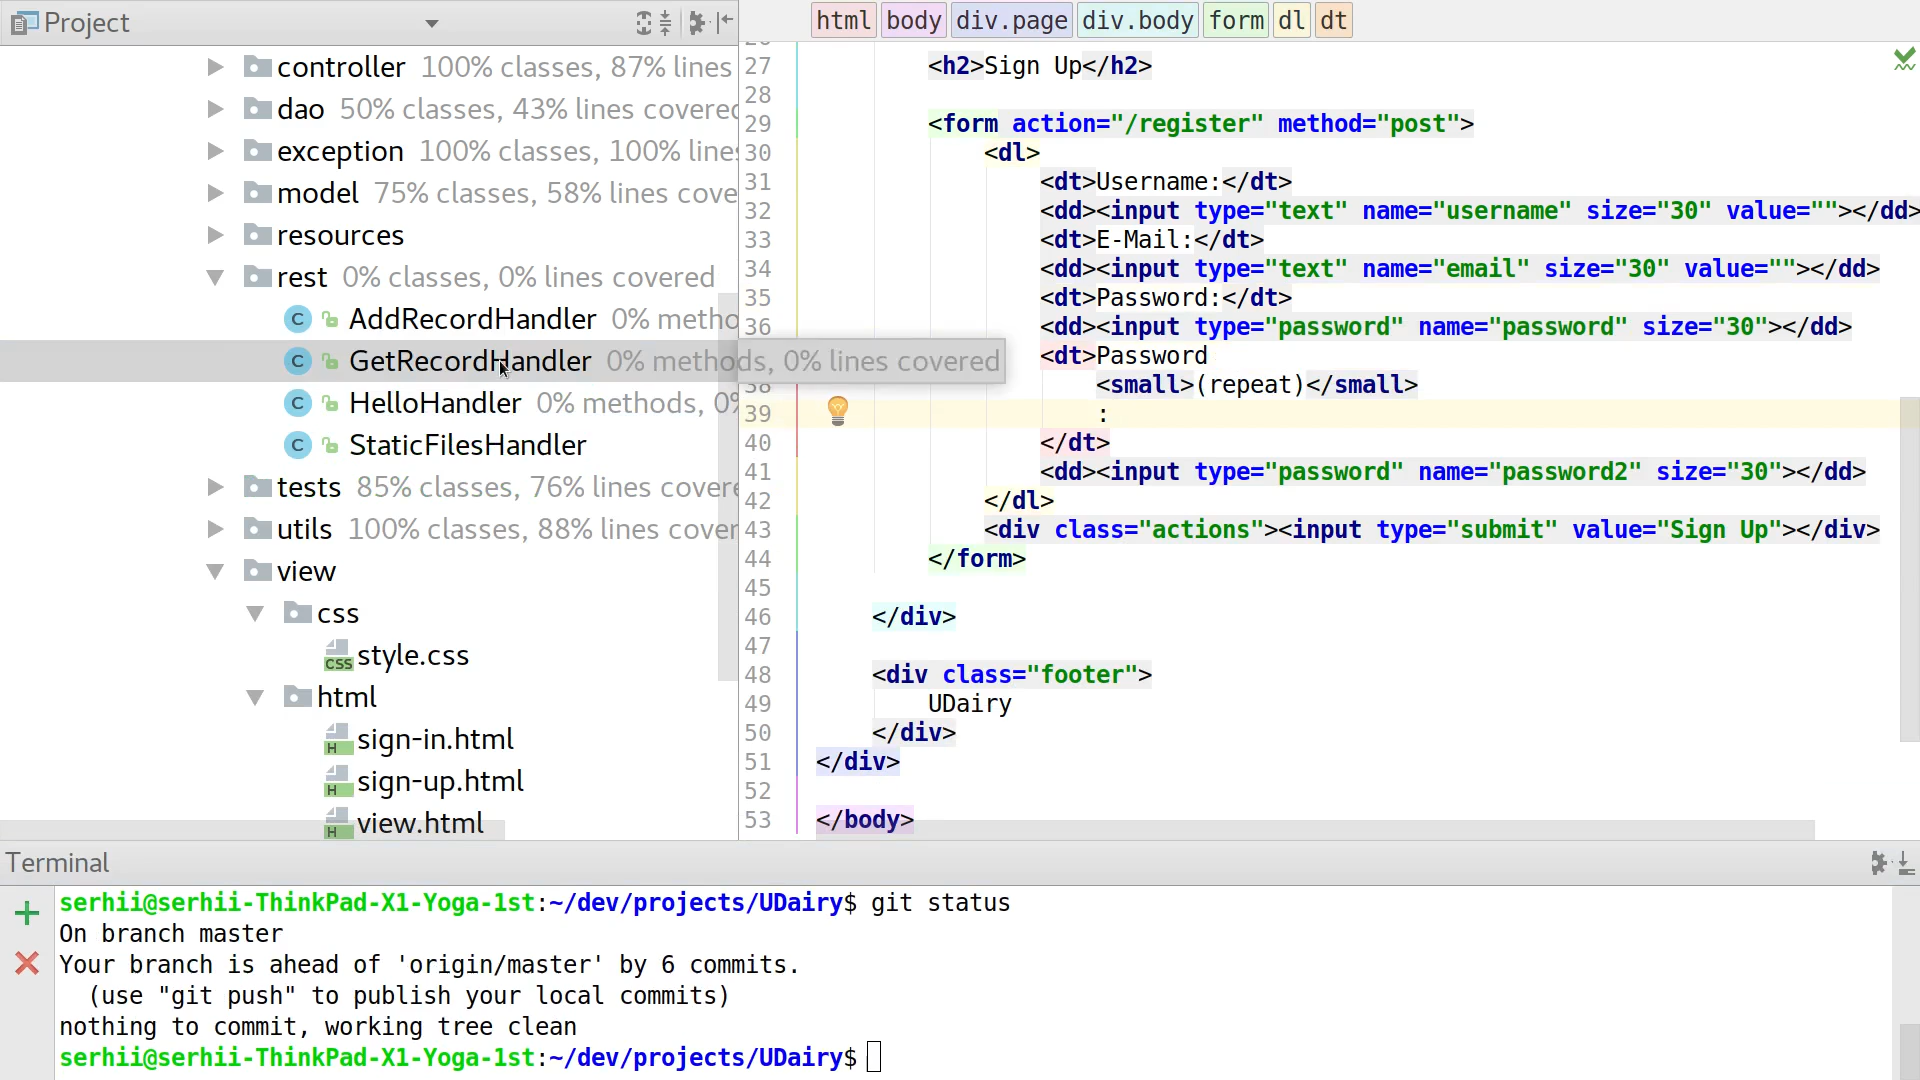 Project
controller 100% classes, 87% lines
dao 50% classes, 43% lines covered
exception 100% classes, 100% lines
model 75% classes, 58% lines cove
resources
rest 0% classes, 0% lines covered
C AddRecordHandler 0% metho
C GetRecordHandler 0% methods, 0% lines covered
C HelloHandler 0% methods, 0%
C StaticFilesHandler
tests 85% classes, 76% lines covere
utils 100% classes, 88% lines cover
view
css
CSS style.css
html
H sign-in.html
H sign-up.html
H view.html
html body div.page div.body form dl dt
27 <h2>Sign Up</h2>
28
29 <form action="/register" method="post">
30 <dl>
31 <dt>Username:</dt>
32 <dd><input type="text" name="username" size="30" value=""></dd>
33 <dt>E-Mail:</dt>
34 <dd><input type="text" name="email" size="30" value=""></dd>
35 <dt>Password:</dt>
36 <dd><input type="password" name="password" size="30"></dd>
<dt>Password
38 <small>(repeat)</small>
39 :
40 </dt>
41 <dd><input type="password" name="password2" size="30"></dd>
42 </dl>
43 <div class="actions"><input type="submit" value="Sign Up"></div>
44 </form>
45
46 </div>
47
48 <div class="footer">
49 UDairy
50 </div>
51 </div>
52
53 </body>
Terminal
serhii@serhii-ThinkPad-X1-Yoga-1st:~/dev/projects/UDairy$ git status
On branch master
Your branch is ahead of 'origin/master' by 6 commits.
(use "git push" to publish your local commits)
nothing to commit, working tree clean
serhii@serhii-ThinkPad-X1-Yoga-1st:~/dev/projects/UDairy$